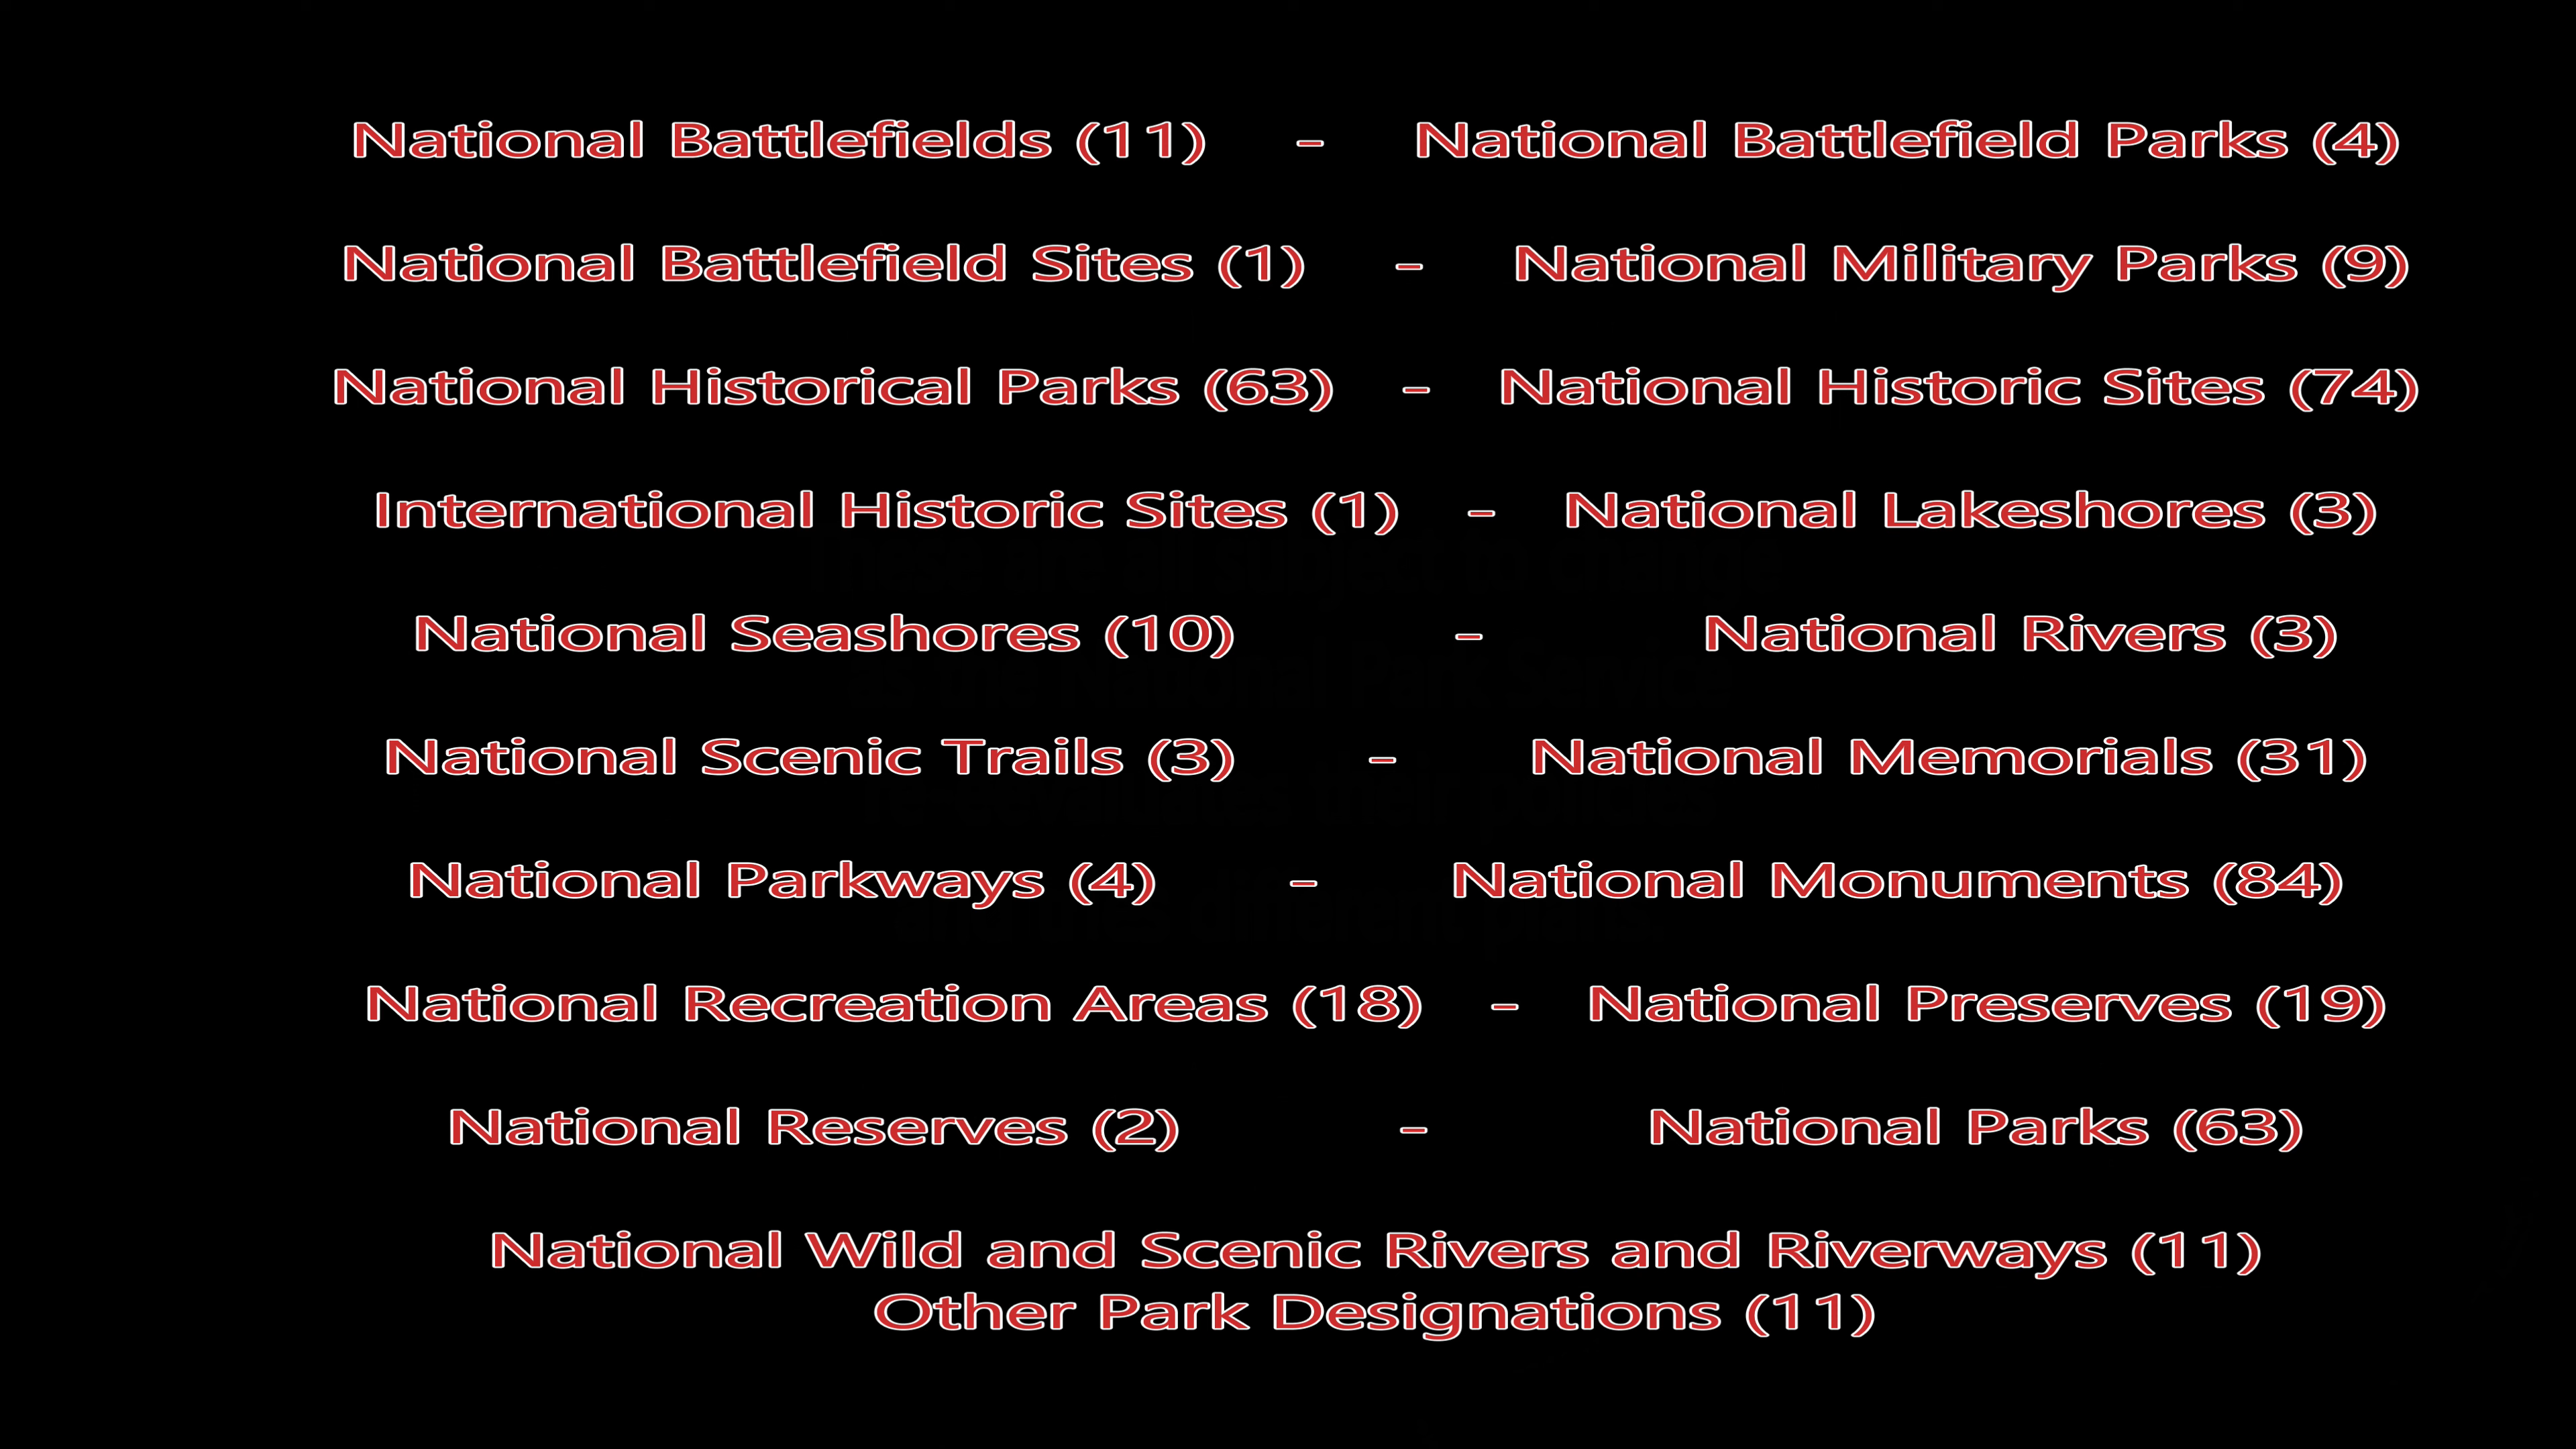 National Battlefields (11) - National Battlefield Parks (4)
National Battlefield Sites (1) - National Military Parks (9)
National Historical Parks (63) - National Historic Sites (74)
International Historic Sites (1) - National Lakeshores (3)
National Seashores (10) - National Rivers (3)
National Scenic Trails (3) - National Memorials (31)
National Parkways (4) - National Monuments (84)
National Recreation Areas (18) - National Preserves (19)
National Reserves (2) - National Parks (63)
National Wild and Scenic Rivers and Riverways (11)
Other Park Designations (11)